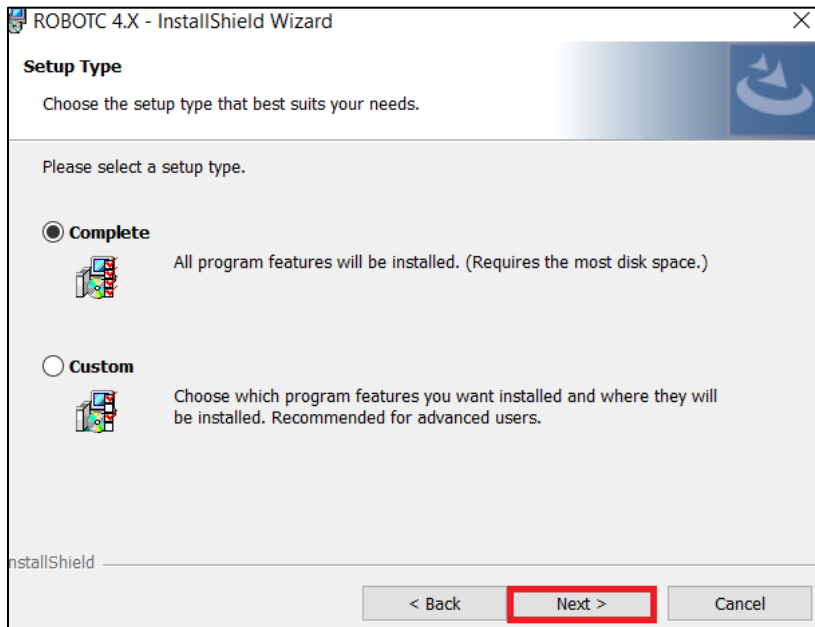 ROBOTC 4.X - InstallShield Wizard
Setup Type
Choose the setup type that best suits your needs.
Please select a setup type.
Complete
All program features will be installed. (Requires the most disk space.)
Custom
Choose which program features you want installed and where they will
be installed. Recommended for advanced users.
nstallShield
< Back Next > Cancel